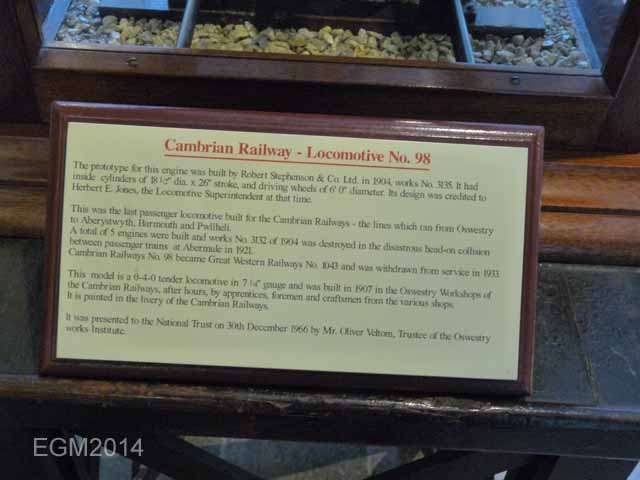 Cambrian Railway - Locomotive No. 98
The prototype for this engine was built by Robert Stephenson & Co. Ltd. in 1904, works No. 3135. It had
inside cylinders of 18 ½" dia. x 26" stroke, and driving wheels of 6' 0" diameter. Its design was credited to
Herbert E. Jones, the Locomotive Superintendent at that time.
This was the last passenger locomotive built for the Cambrian Railways - the lines which ran from Oswestry
to Aberystwyth, Barmouth and Pwllheli.
A total of 5 engines were built and works No. 3132 of 1904 was destroyed in the disastrous head-on collision
between passenger trains at Abermule in 1921.
Cambrian Railways No. 98 became Great Western Railways No. 1043 and was withdrawn from service in 1933.
This model is a 0-4-0 tender locomotive in 7 ¼" gauge and was built in 1907 in the Oswestry Workshops of
the Cambrian Railways, after hours, by apprentices, foremen and craftsmen from the various shops.
It is painted in the livery of the Cambrian Railways.
It was presented to the National Trust on 30th December 1966 by Mr. Oliver Veltom, Trustee of the Oswestry
works Institute.
EGM2014